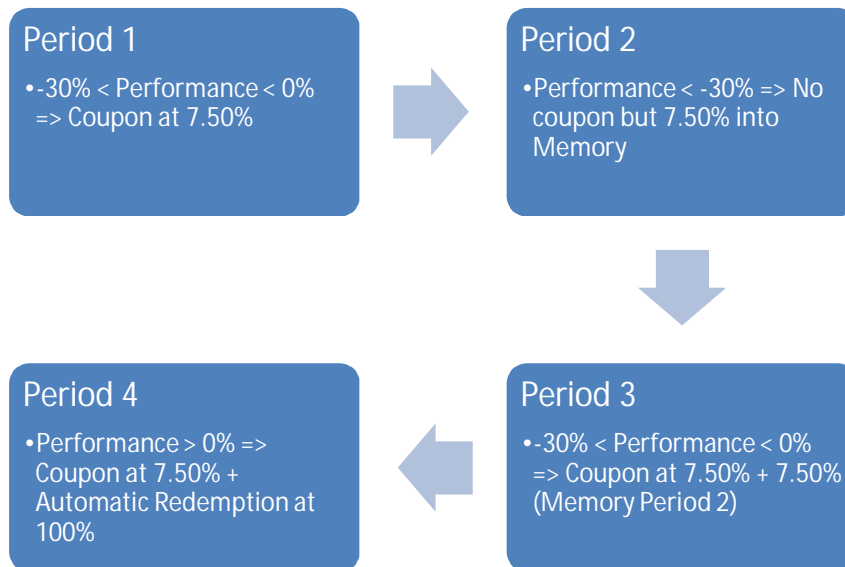 Period 1
•-30% < Performance < 0%
=> Coupon at 7.50%
Period 2
•Performance < -30% => No
coupon but 7.50% into
Memory
Period 3
•-30% < Performance < 0%
=> Coupon at 7.50% + 7.50%
(Memory Period 2)
Period 4
•Performance > 0% =>
Coupon at 7.50% +
Automatic Redemption at
100%